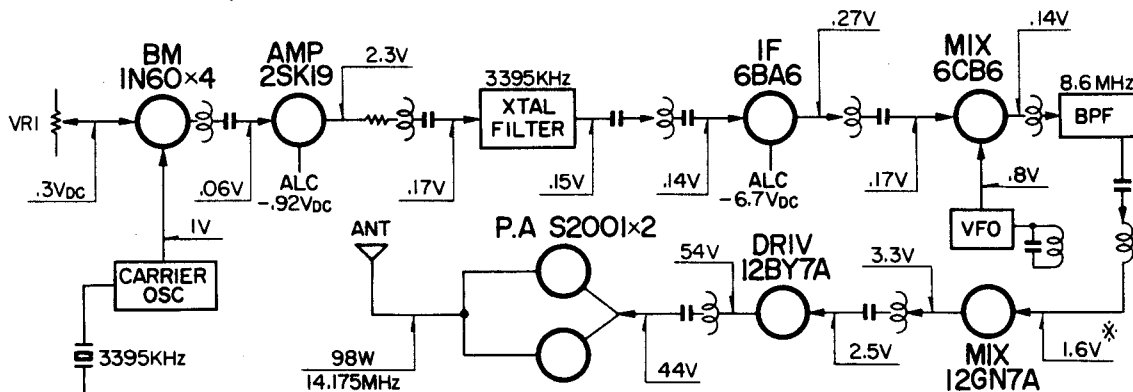 .27V
.14V
BM
1N60×4
AMP
2SK19
2.3V
IF
6BA6
MIX
6CB6
3395KHz
8.6MHz
VR1
XTAL
FILTER
BPF
.3VDC
.06V
ALC
-.92VDC
.17V
.15V
.14V
ALC
-6.7VDC
.17V
.8V
1V
ANT
P.A S2001×2
VFO
CARRIER
OSC
54V
DRIV
12BY7A
3.3V
3395KHz
98W
14.175MHz
44V
2.5V
MIX
12GN7A
1.6V ※